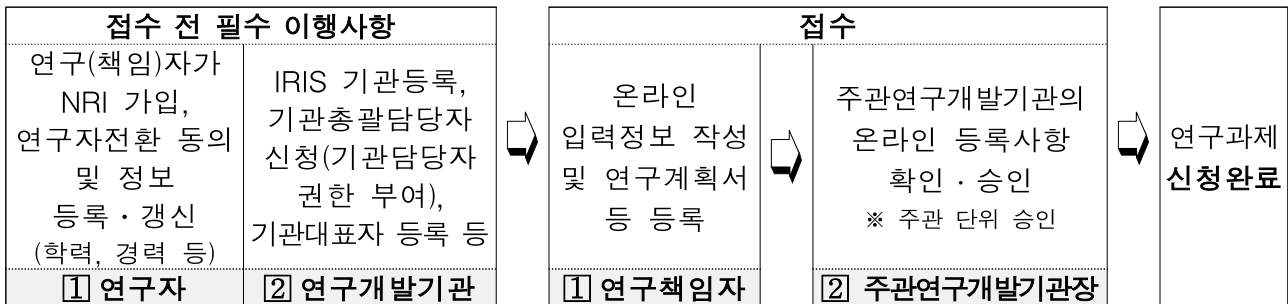 접수 전 필수 이행사항
연구(책임)자가
NRI 가입,
연구자전환 동의
및 정보
등록·갱신
(학력, 경력 등)
1 연구자
IRIS 기관등록,
기관총괄담당자
신청(기관담당자
권한 부여),
기관대표자 등록 등
2 연구개발기관
접수
온라인
입력정보 작성
및 연구계획서
등 등록
1 연구책임자
주관연구개발기관의
온라인 등록사항
확인·승인
※ 주관 단위 승인
2 주관연구개발기관장
연구과제
신청완료